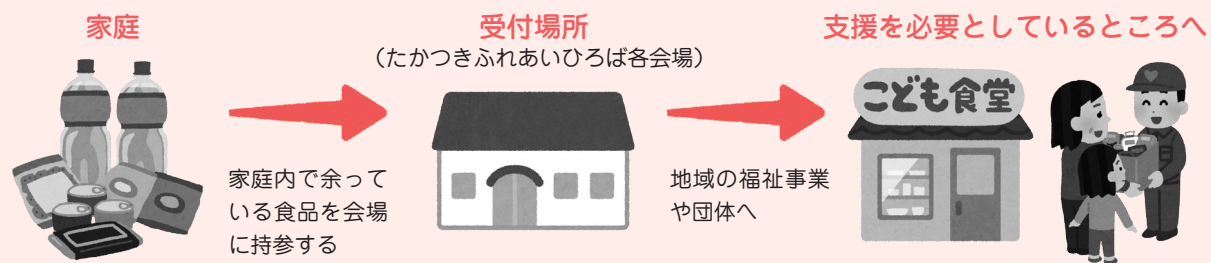 家庭
受付場所
（たかつきふれあいひろば各会場）
支援を必要としているところへ
家庭内で余って
いる食品を会場
に持参する
地域の福祉事業
や団体へ
こども食堂